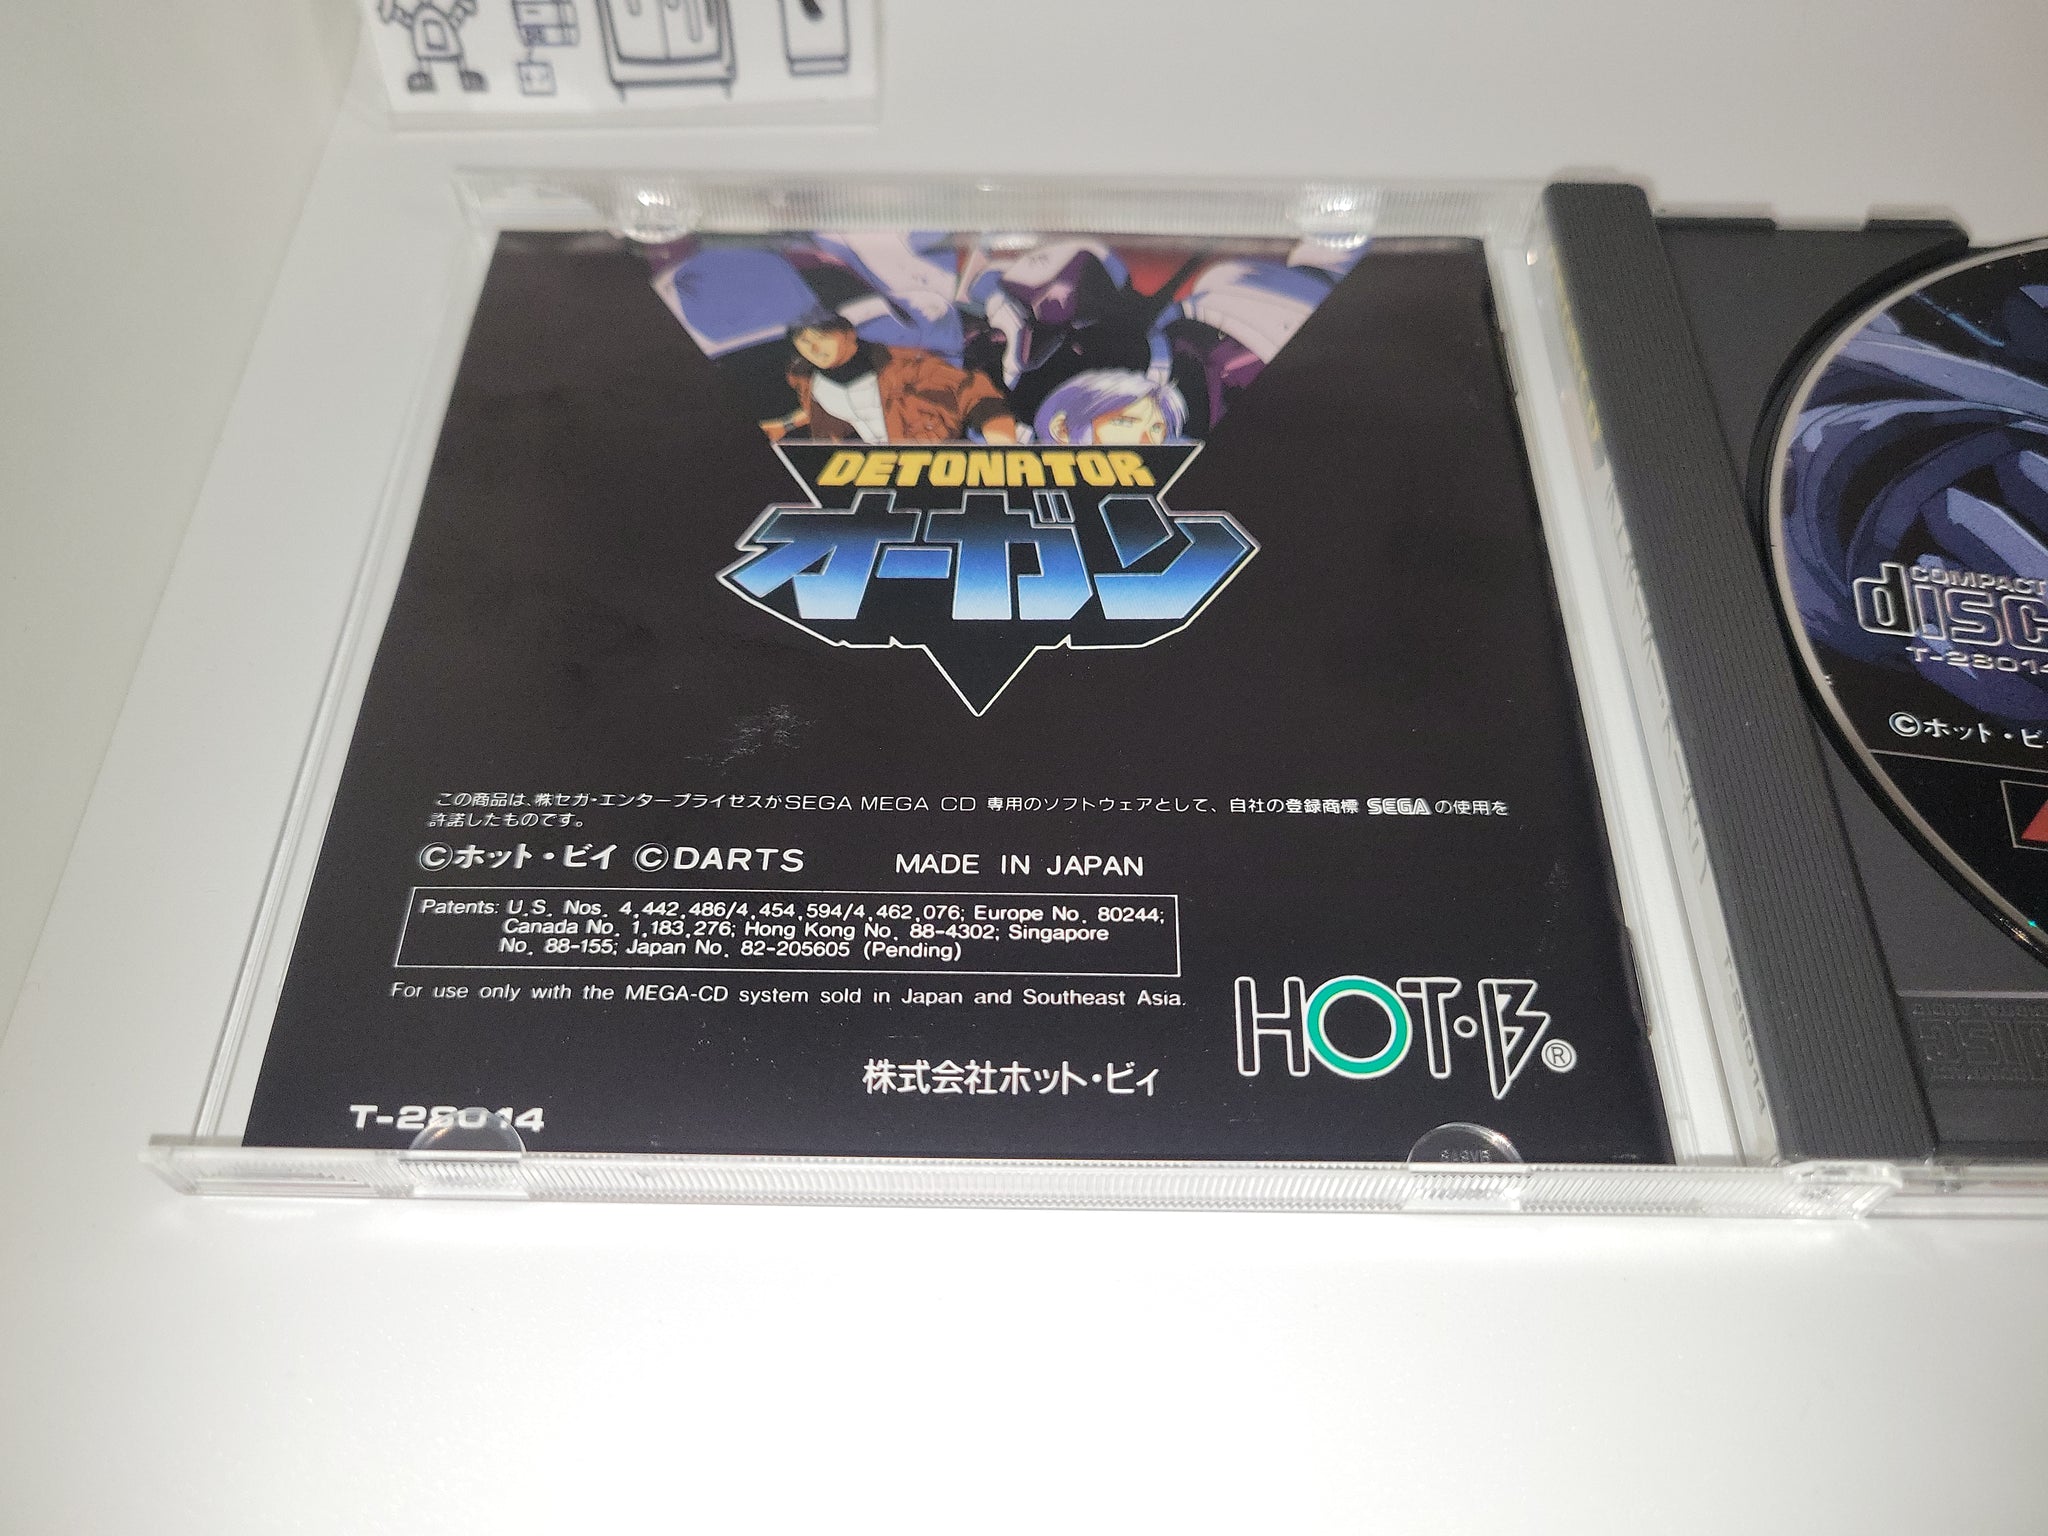 DETONATOR
オーガン
この商品は、㈱セガ・エンタープライゼスがSEGA MEGA CD 専用のソフトウェアとして、自社の登録商標 SEGA の使用を
許諾したものです。
©ホット・ビイ ©DARTS MADE IN JAPAN
Patents: U.S. Nos. 4,442,486/4,454,594/4,462,076; Europe No. 80244;
Canada No. 1,183,276; Hong Kong No. 88-4302; Singapore
No. 88-155; Japan No. 82-205605 (Pending)
For use only with the MEGA-CD system sold in Japan and Southeast Asia.
HOT・B®
株式会社ホット・ビィ
T-28014
COMPACT
disc
T-28014
©ホット・ビ